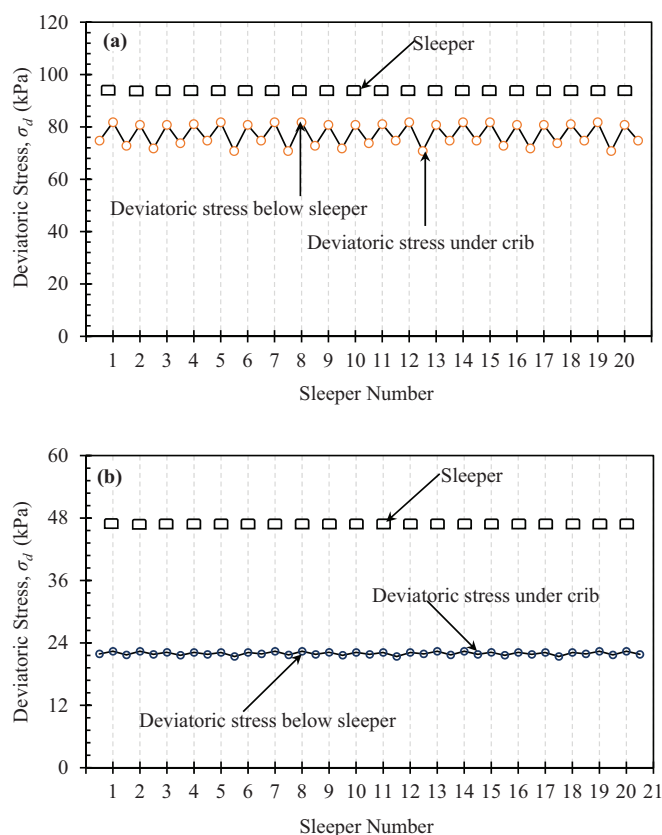 (a)
Sleeper
Deviatoric stress below sleeper
Deviatoric stress under crib
Deviatoric Stress, σd (kPa)
120
100
80
60
40
20
0
1 2 3 4 5 6 7 8 9 10 11 12 13 14 15 16 17 18 19 20
Sleeper Number
(b)
Sleeper
Deviatoric stress under crib
Deviatoric stress below sleeper
Deviatoric Stress, σd (kPa)
60
48
36
24
12
0
1 2 3 4 5 6 7 8 9 10 11 12 13 14 15 16 17 18 19 20 21
Sleeper Number